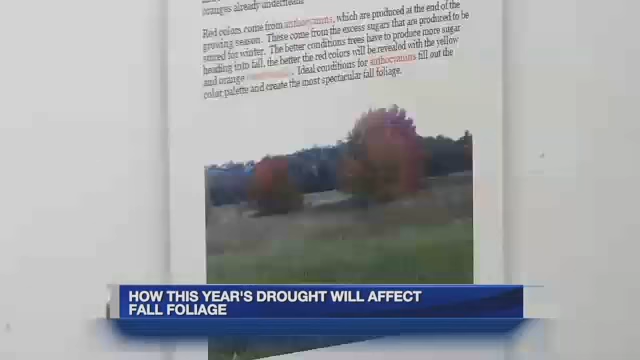 oranges already underneath
Red colors come from anthocyanins, which are produced at the end of the
growing season. These come from the excess sugars that are produced to be
stored for winter. The better conditions trees have to produce more sugar
heading into fall, the better the red colors will be revealed with the yellow
and orange . Ideal conditions for anthocyanins fill out the
color palette and create the most spectacular fall foliage.
HOW THIS YEAR'S DROUGHT WILL AFFECT
FALL FOLIAGE